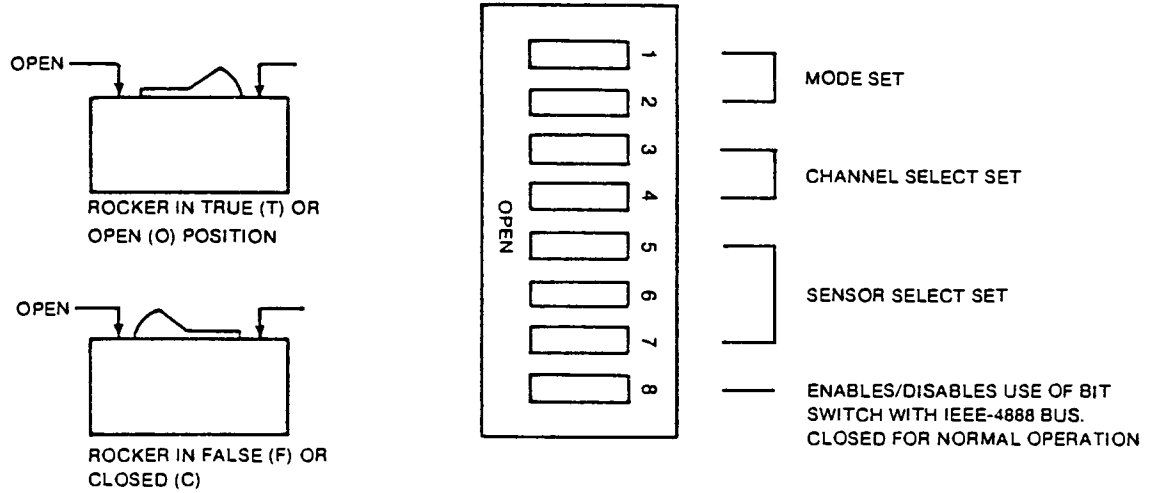 OPEN
ROCKER IN TRUE (T) OR
OPEN (O) POSITION
OPEN
ROCKER IN FALSE (F) OR
CLOSED (C)
OPEN
1
2
3
4
5
6
7
8
MODE SET
CHANNEL SELECT SET
SENSOR SELECT SET
ENABLES/DISABLES USE OF BIT
SWITCH WITH IEEE-4888 BUS.
CLOSED FOR NORMAL OPERATION